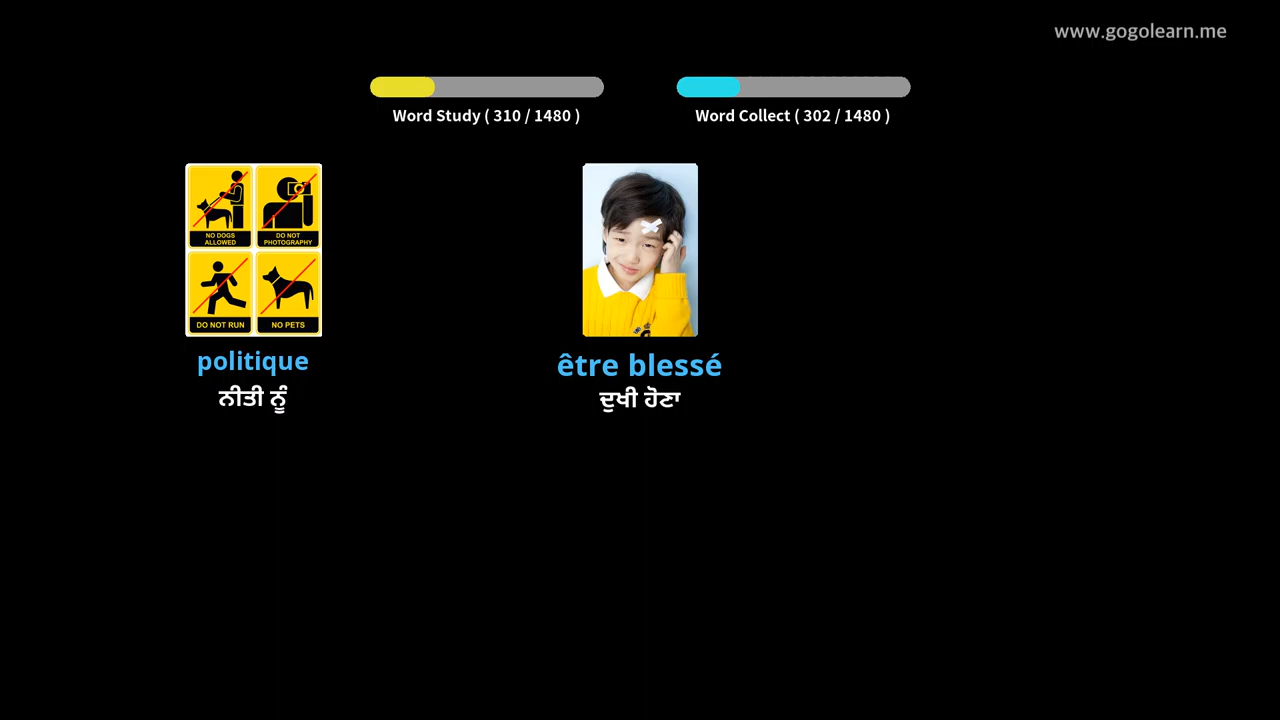 www.gogolearn.me
Word Study ( 310 / 1480 )
Word Collect ( 302 / 1480 )
NO DOGS
ALLOWED
DO NOT
PHOTOGRAPHY
DO NOT RUN
NO PETS
politique
ਨੀਤੀ ਨੂੰ
être blessé
ਦੁਖੀ ਹੋਣਾ